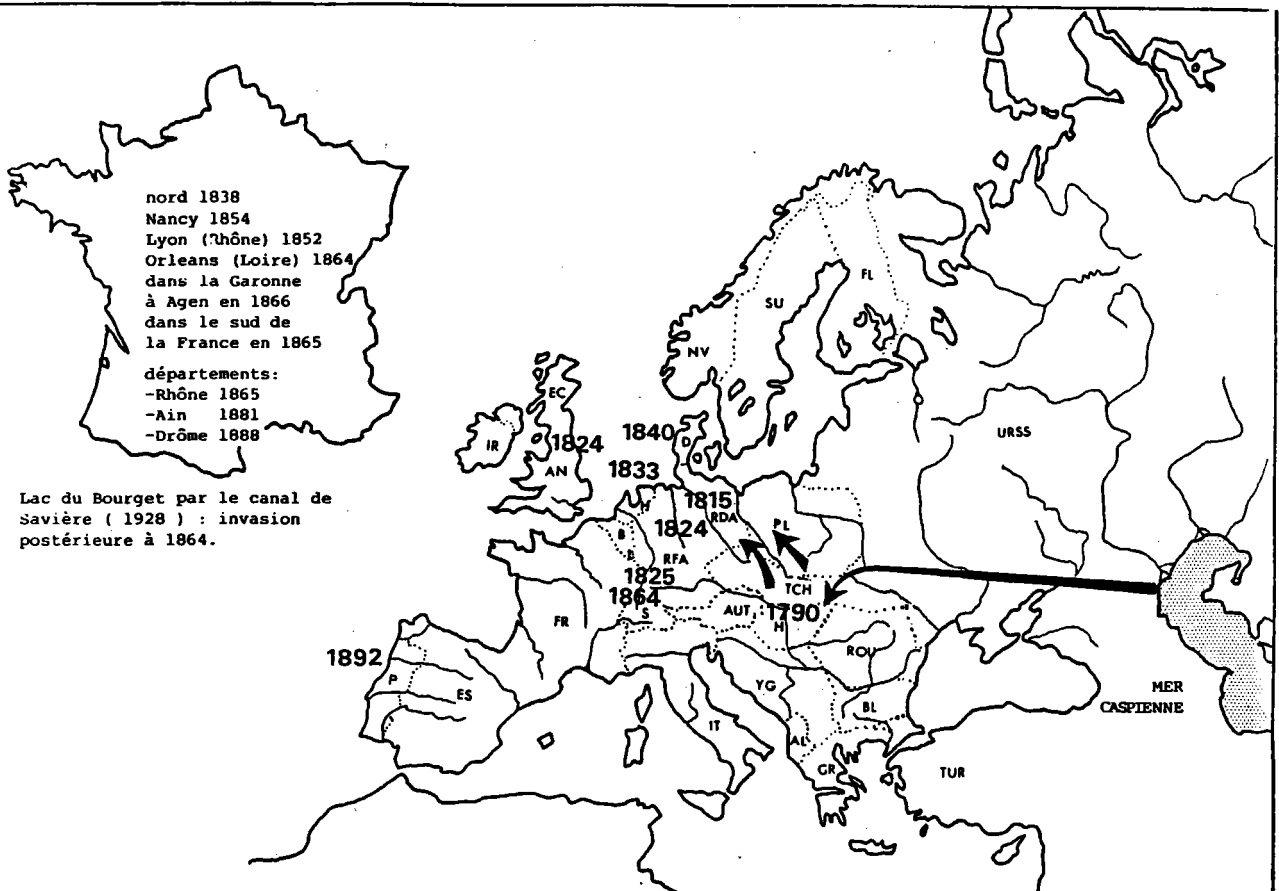 nord 1838
Nancy 1854
Lyon (Rhône) 1852
Orleans (Loire) 1864
dans la Garonne
à Agen en 1866
dans le sud de
la France en 1865
départements:
-Rhône 1865
-Ain 1881
-Drôme 1888
Lac du Bourget par le canal de
Savière ( 1928 ) : invasion
postérieure à 1864.
FL
SU
NV
EC
IR
1824
AN
1840
D
URSS
1833
H
1815
RDA
1824
PL
B
RFA
1825
TCH
1864
S
AUT
1790
H
FR
ROU
1892
P
ES
YG
IT
BL
MER
CASPIENNE
AL
GR
TUR